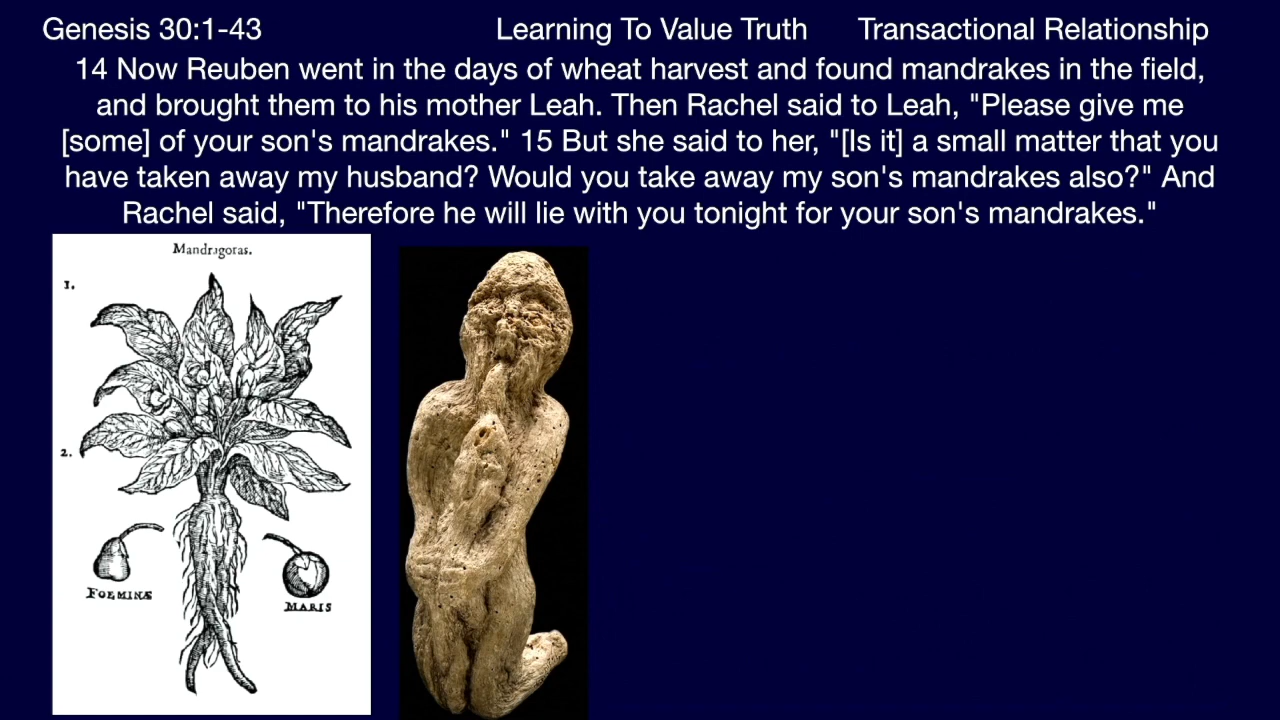 Genesis 30:1-43 Learning To Value Truth Transactional Relationship
14 Now Reuben went in the days of wheat harvest and found mandrakes in the field,
and brought them to his mother Leah. Then Rachel said to Leah, "Please give me
[some] of your son's mandrakes." 15 But she said to her, "[Is it] a small matter that you
have taken away my husband? Would you take away my son's mandrakes also?" And
Rachel said, "Therefore he will lie with you tonight for your son's mandrakes."
Mandragoras.
1.
2.
FOEMINÆ
MARIS